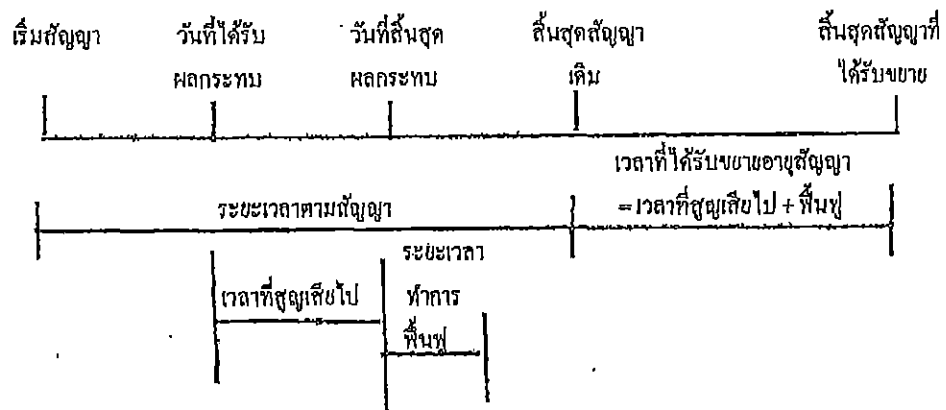 เริ่มสัญญา วันที่ได้รับ วันที่สิ้นสุด สิ้นสุดสัญญา สิ้นสุดสัญญาที่
ผลกระทบ ผลกระทบ เดิม ได้รับขยาย
เวลาที่ได้รับขยายอายุสัญญา
ระยะเวลาตามสัญญา =เวลาที่สูญเสียไป + ฟื้นฟู
ระยะเวลา
เวลาที่สูญเสียไป ทำการ
ฟื้นฟู